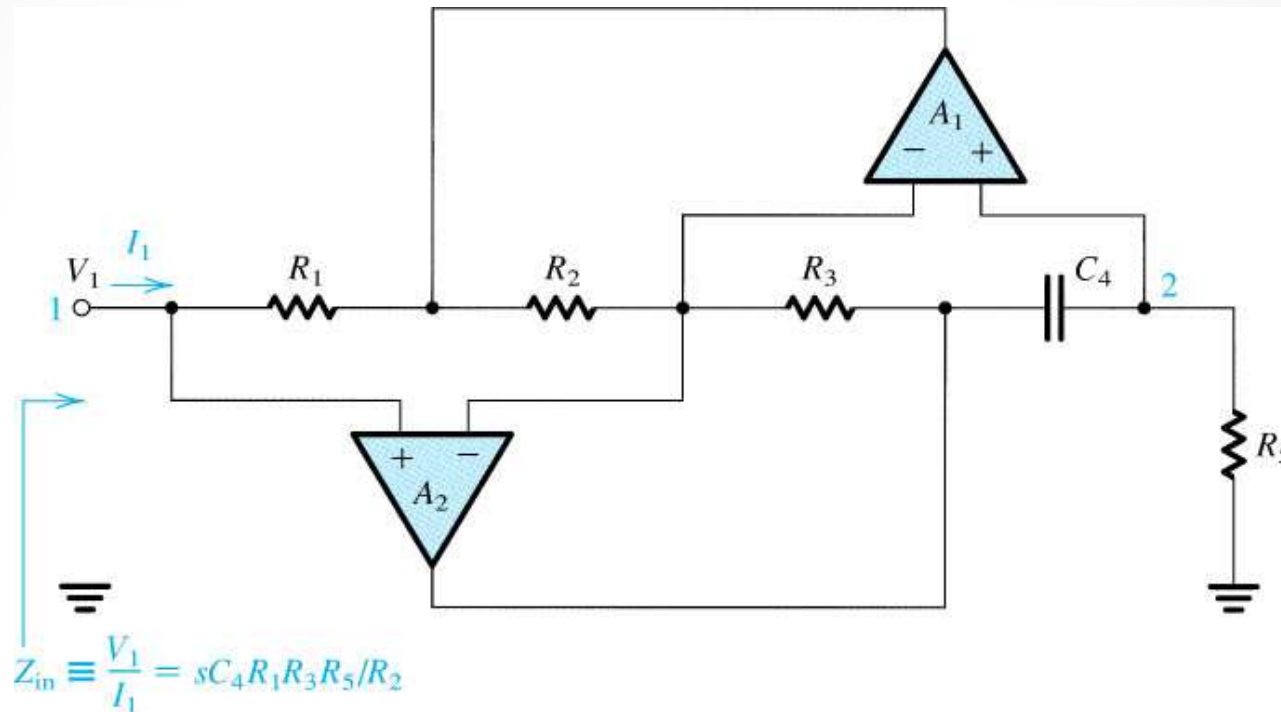 A1
− +
I1
V1 R1 R2 R3 C4
1 2
+ −
A2
Zin ≡ V1/I1 = sC4R1R3R5/R2